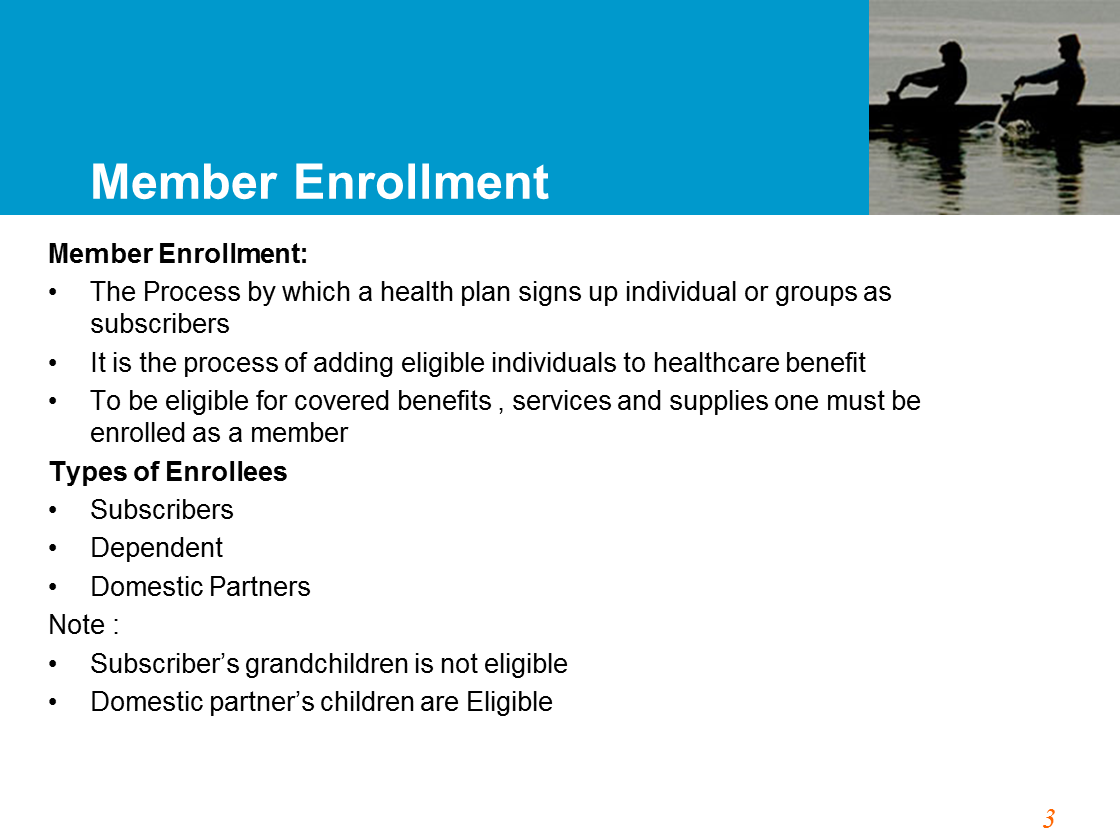 Member Enrollment
Member Enrollment:
• The Process by which a health plan signs up individual or groups as
subscribers
• It is the process of adding eligible individuals to healthcare benefit
• To be eligible for covered benefits , services and supplies one must be
enrolled as a member
Types of Enrollees
• Subscribers
• Dependent
• Domestic Partners
Note :
• Subscriber’s grandchildren is not eligible
• Domestic partner’s children are Eligible
3